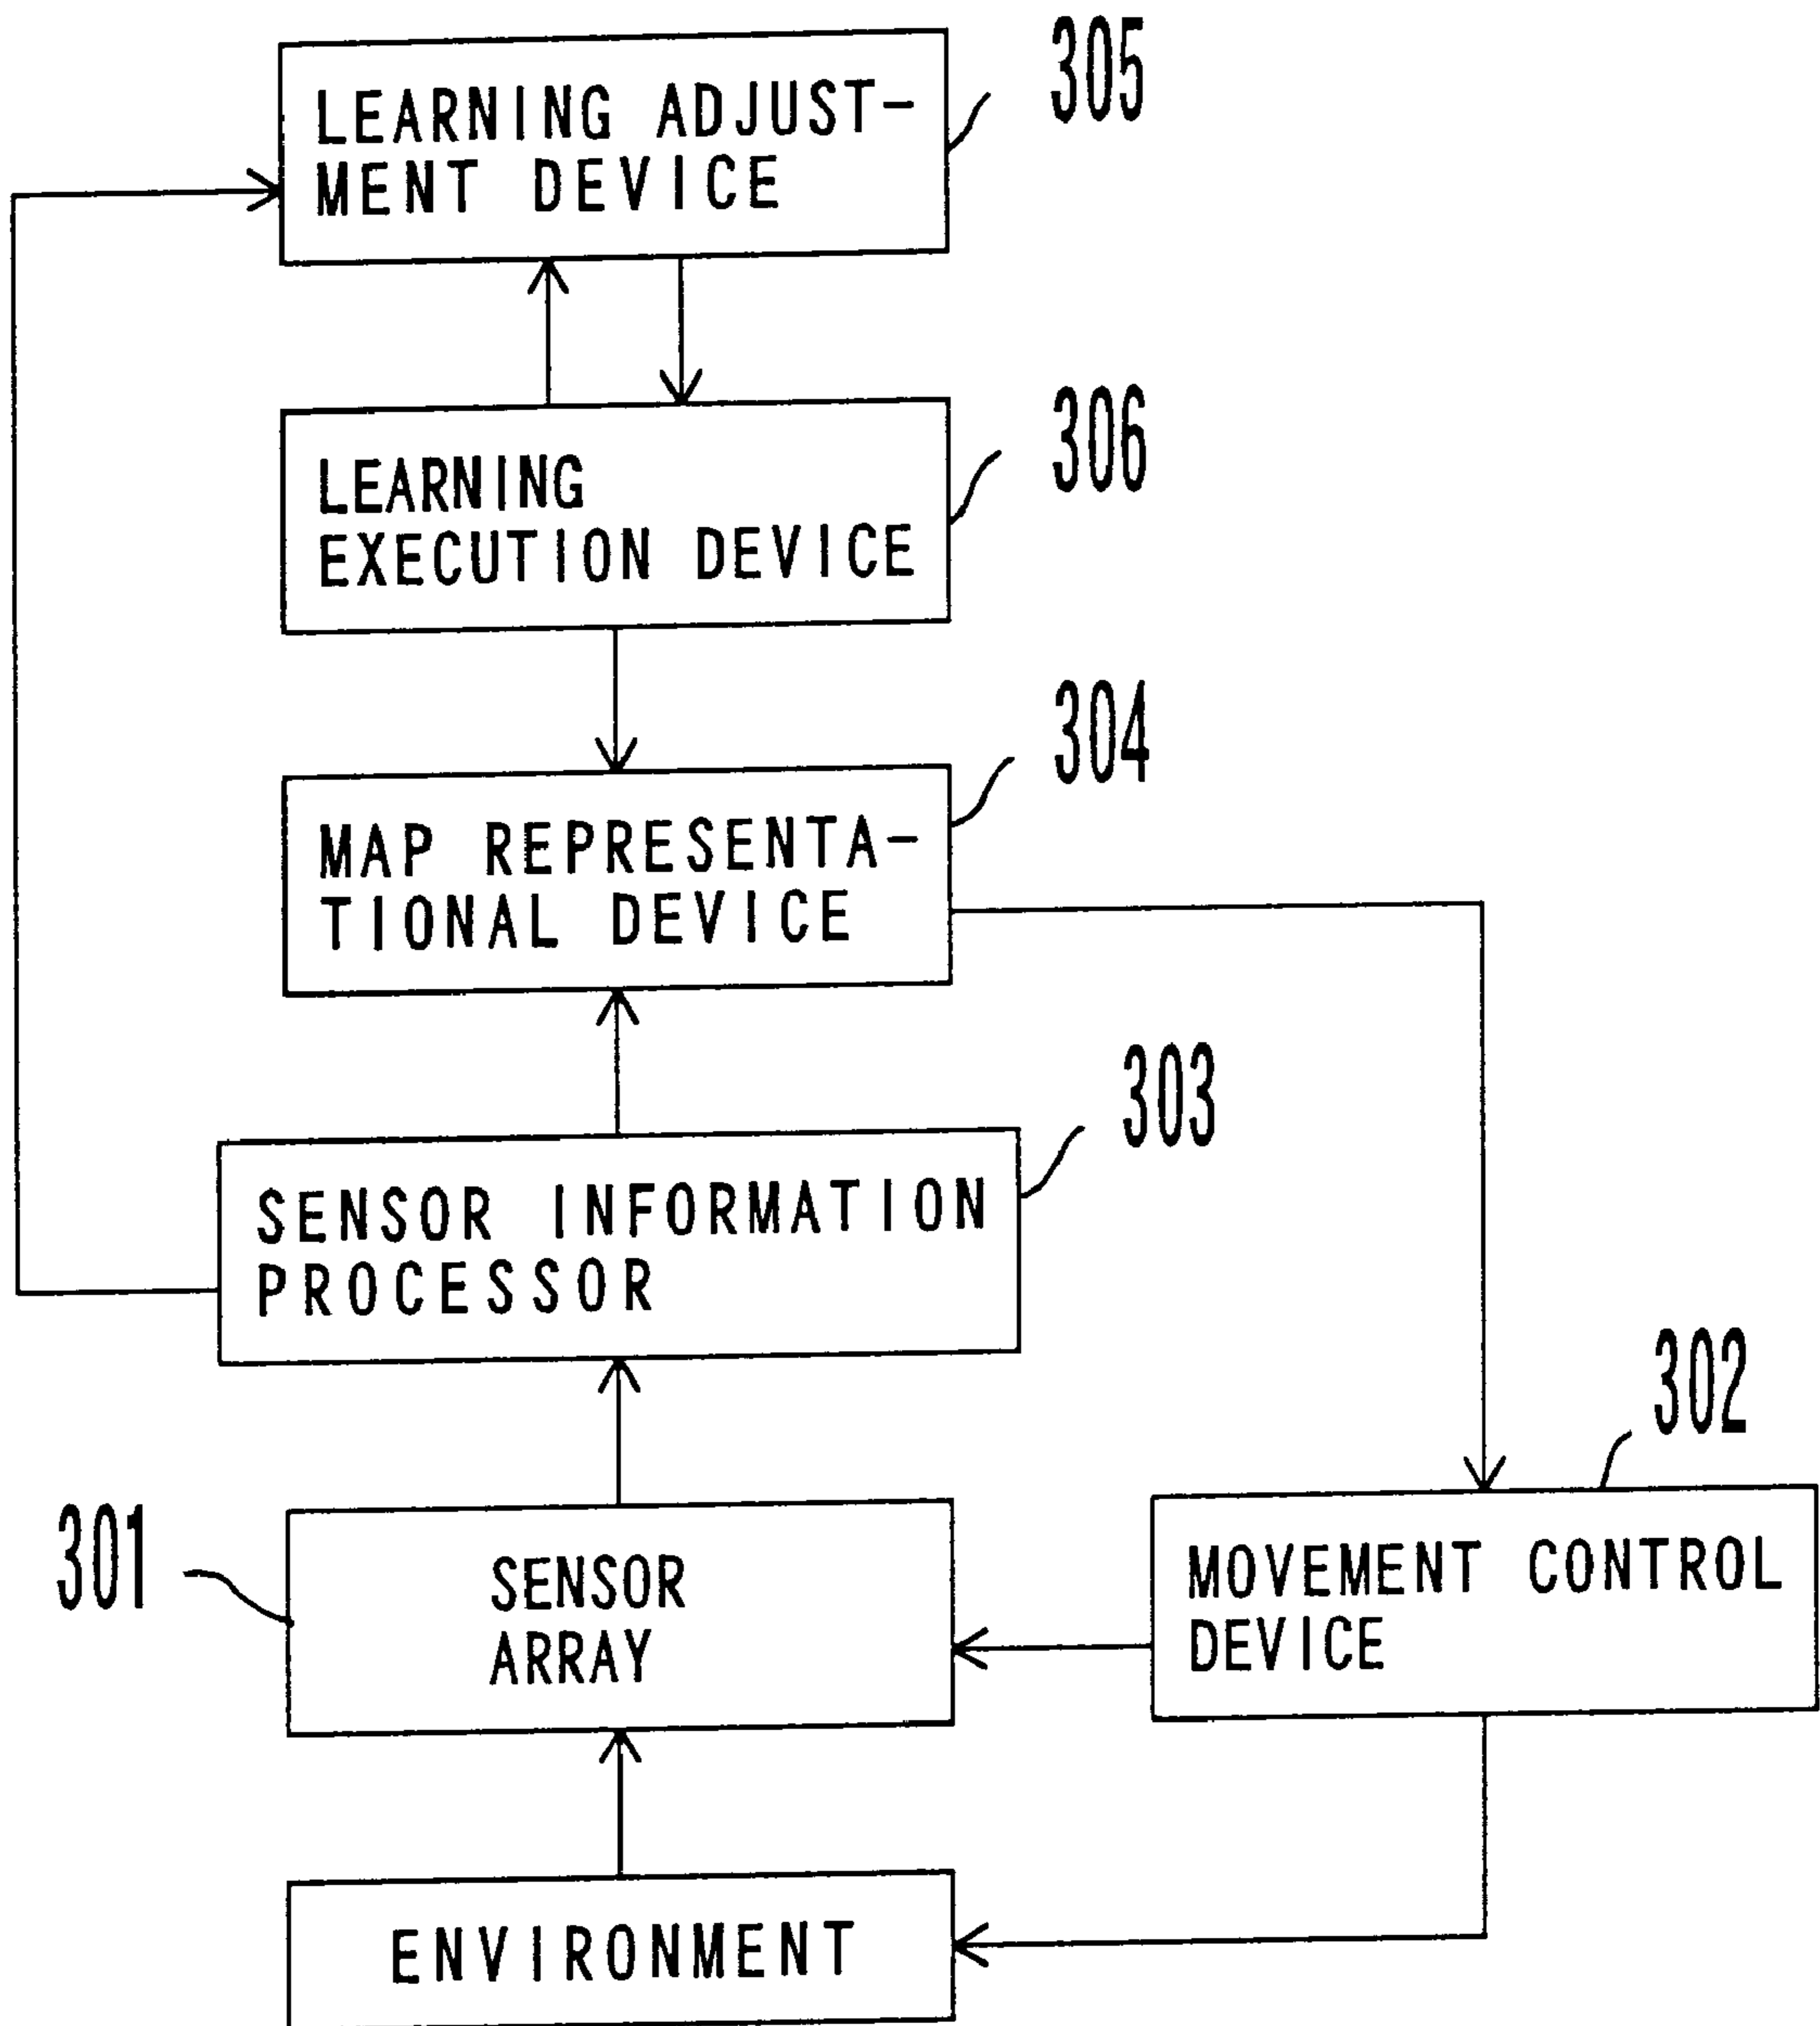 305
LEARNING ADJUST-
MENT DEVICE
306
LEARNING
EXECUTION DEVICE
304
MAP REPRESENTA-
TIONAL DEVICE
303
SENSOR INFORMATION
PROCESSOR
302
301
SENSOR
ARRAY
MOVEMENT CONTROL
DEVICE
ENVIRONMENT